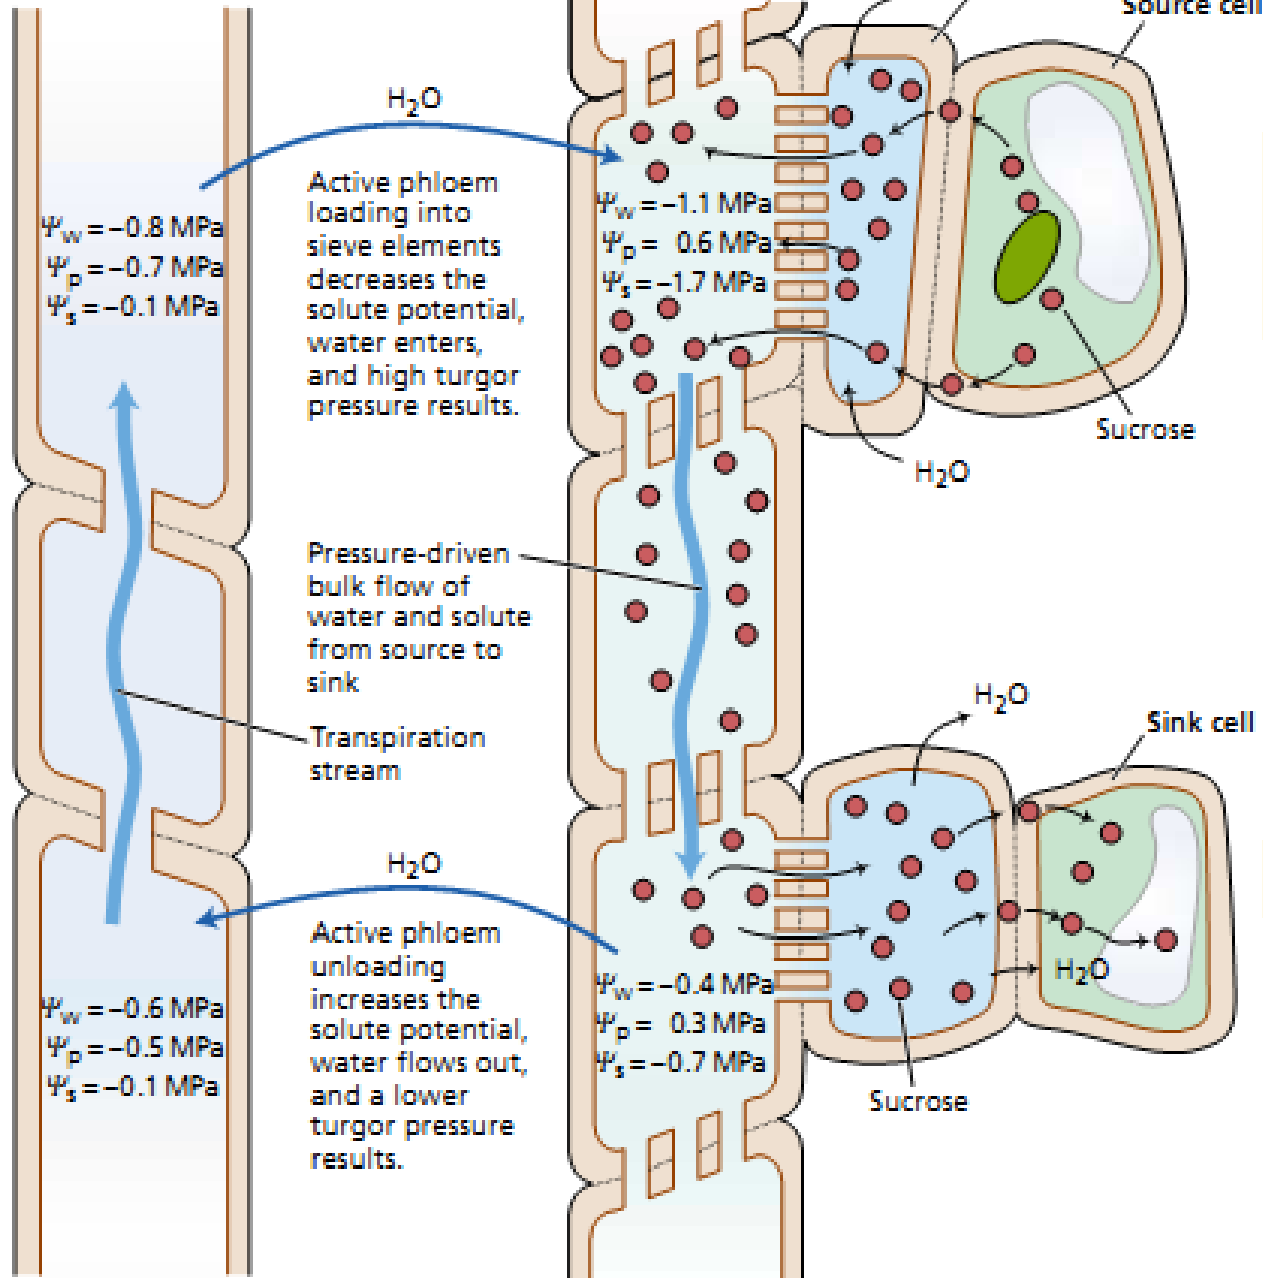 Source cell
H₂O
Active phloem
loading into
sieve elements
decreases the
solute potential,
water enters,
and high turgor
pressure results.
Ψw = −0.8 MPa
Ψp = −0.7 MPa
Ψs = −0.1 MPa
Ψw = −1.1 MPa
Ψp = 0.6 MPa
Ψs = −1.7 MPa
Sucrose
H₂O
Pressure-driven
bulk flow of
water and solute
from source to
sink
Transpiration
stream
H₂O
Sink cell
H₂O
Active phloem
unloading
increases the
solute potential,
water flows out,
and a lower
turgor pressure
results.
Ψw = −0.6 MPa
Ψp = −0.5 MPa
Ψs = −0.1 MPa
Ψw = −0.4 MPa
Ψp = 0.3 MPa
Ψs = −0.7 MPa
H₂O
Sucrose